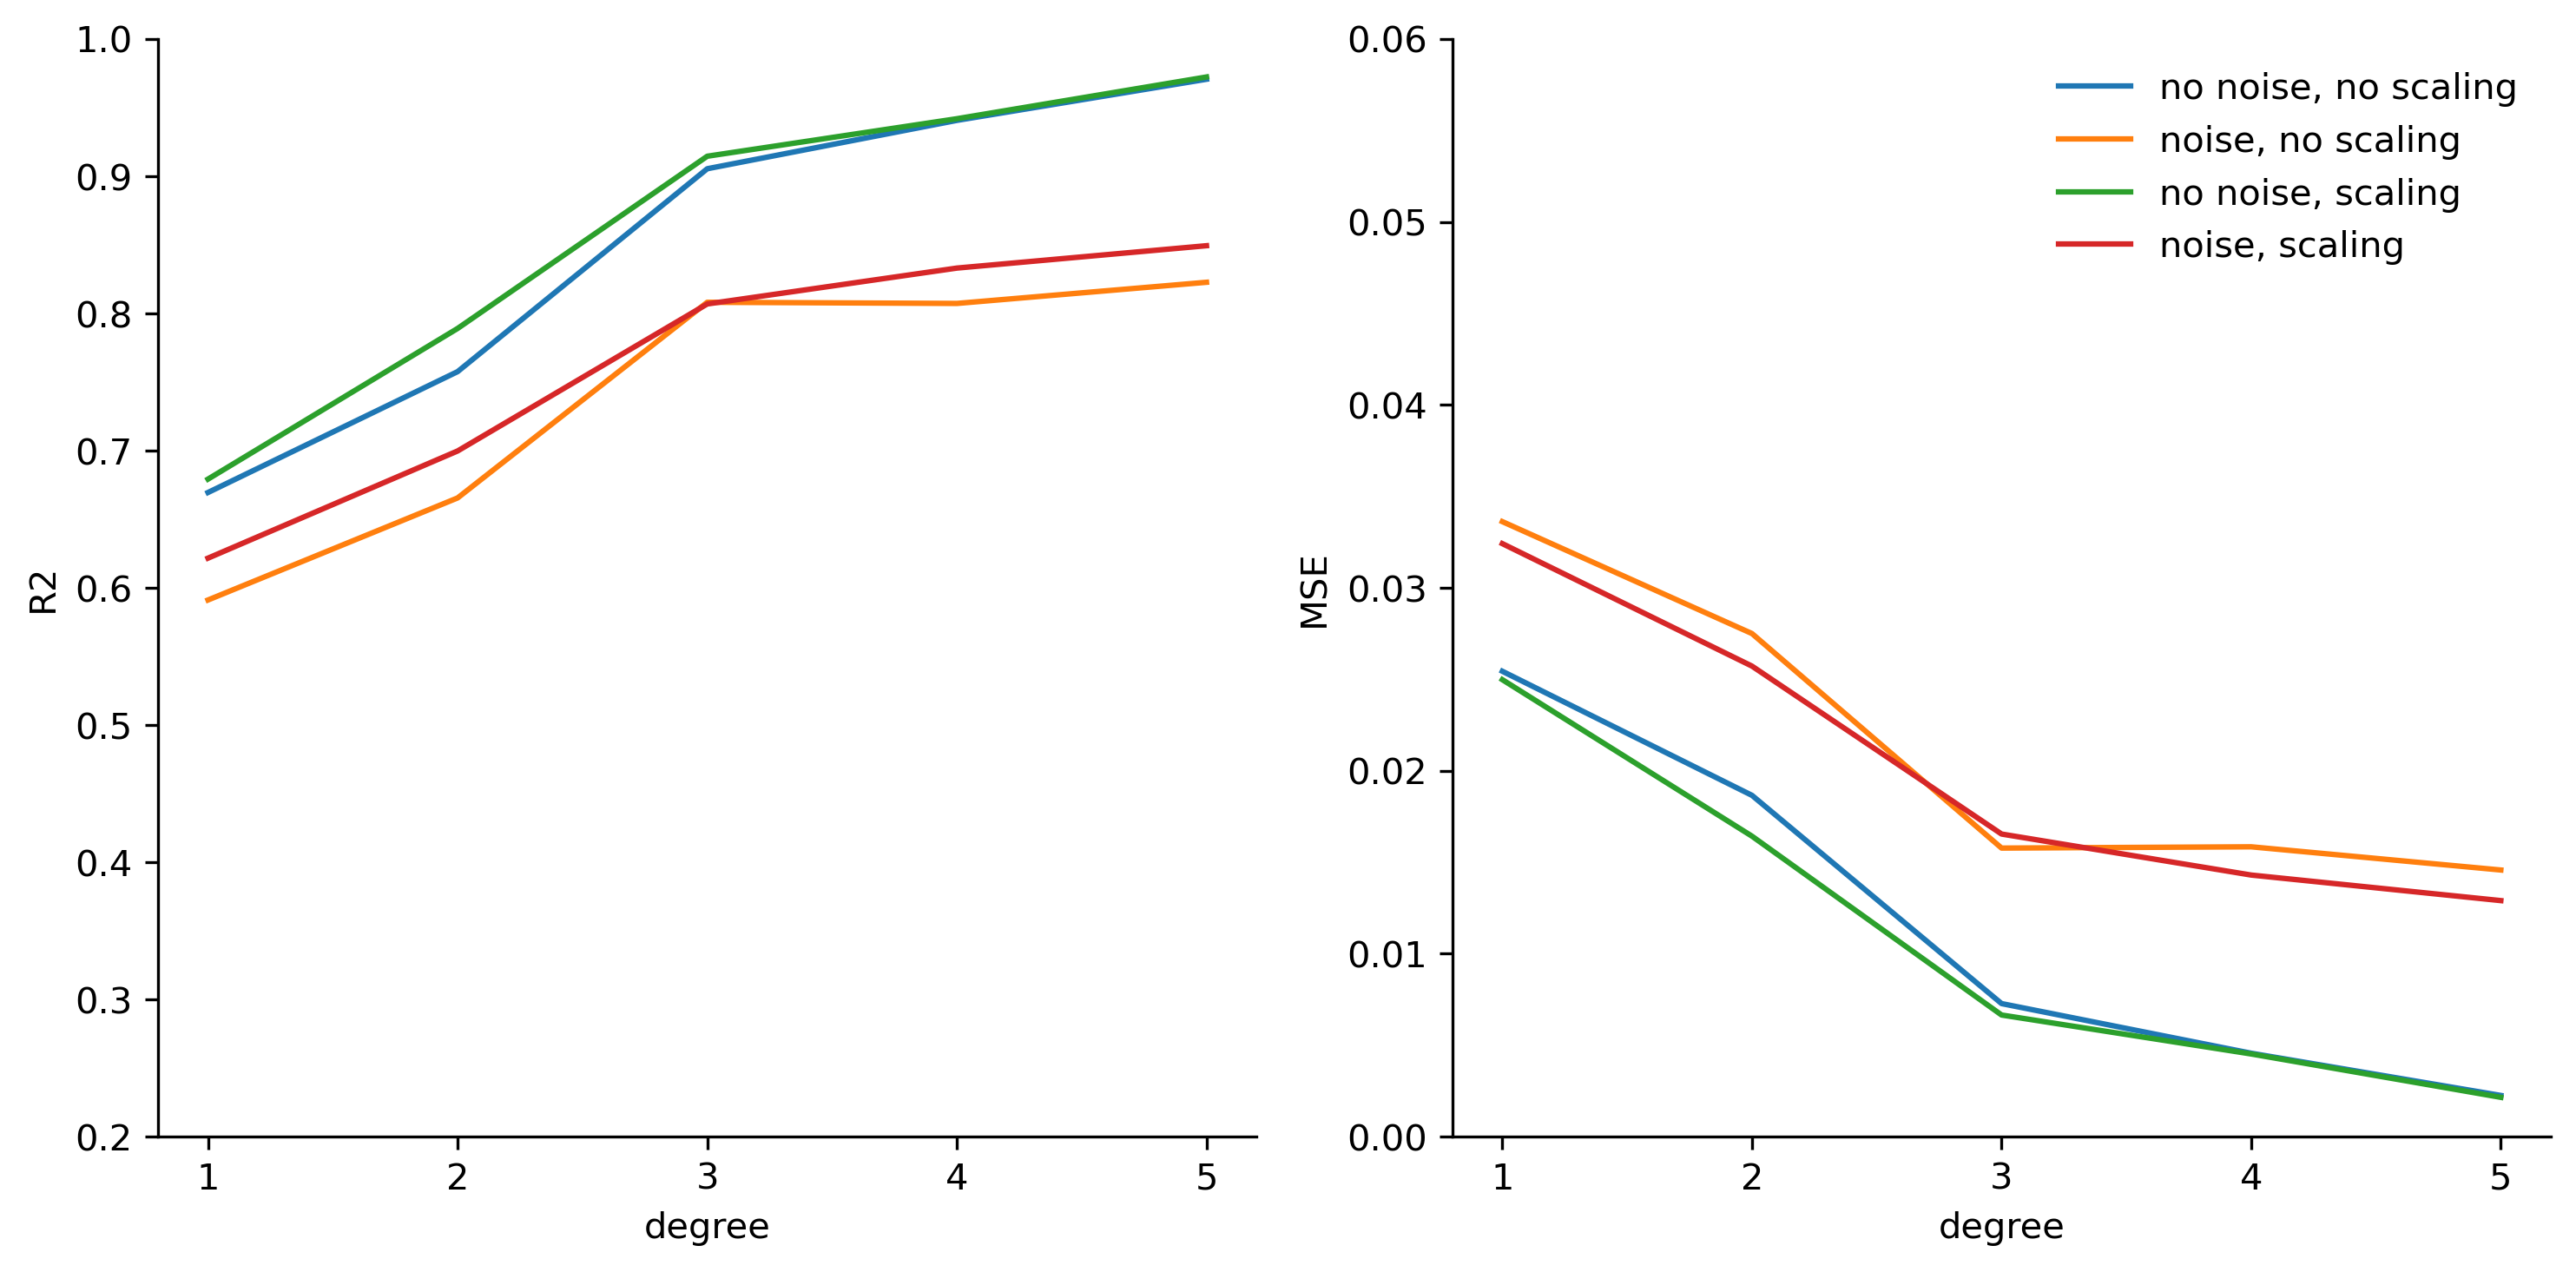 1.0
0.9
0.8
0.7
0.6
0.5
0.4
0.3
0.2
R2
1 2 3 4 5
degree
0.06
0.05
0.04
0.03
0.02
0.01
0.00
MSE
1 2 3 4 5
degree
no noise, no scaling
noise, no scaling
no noise, scaling
noise, scaling